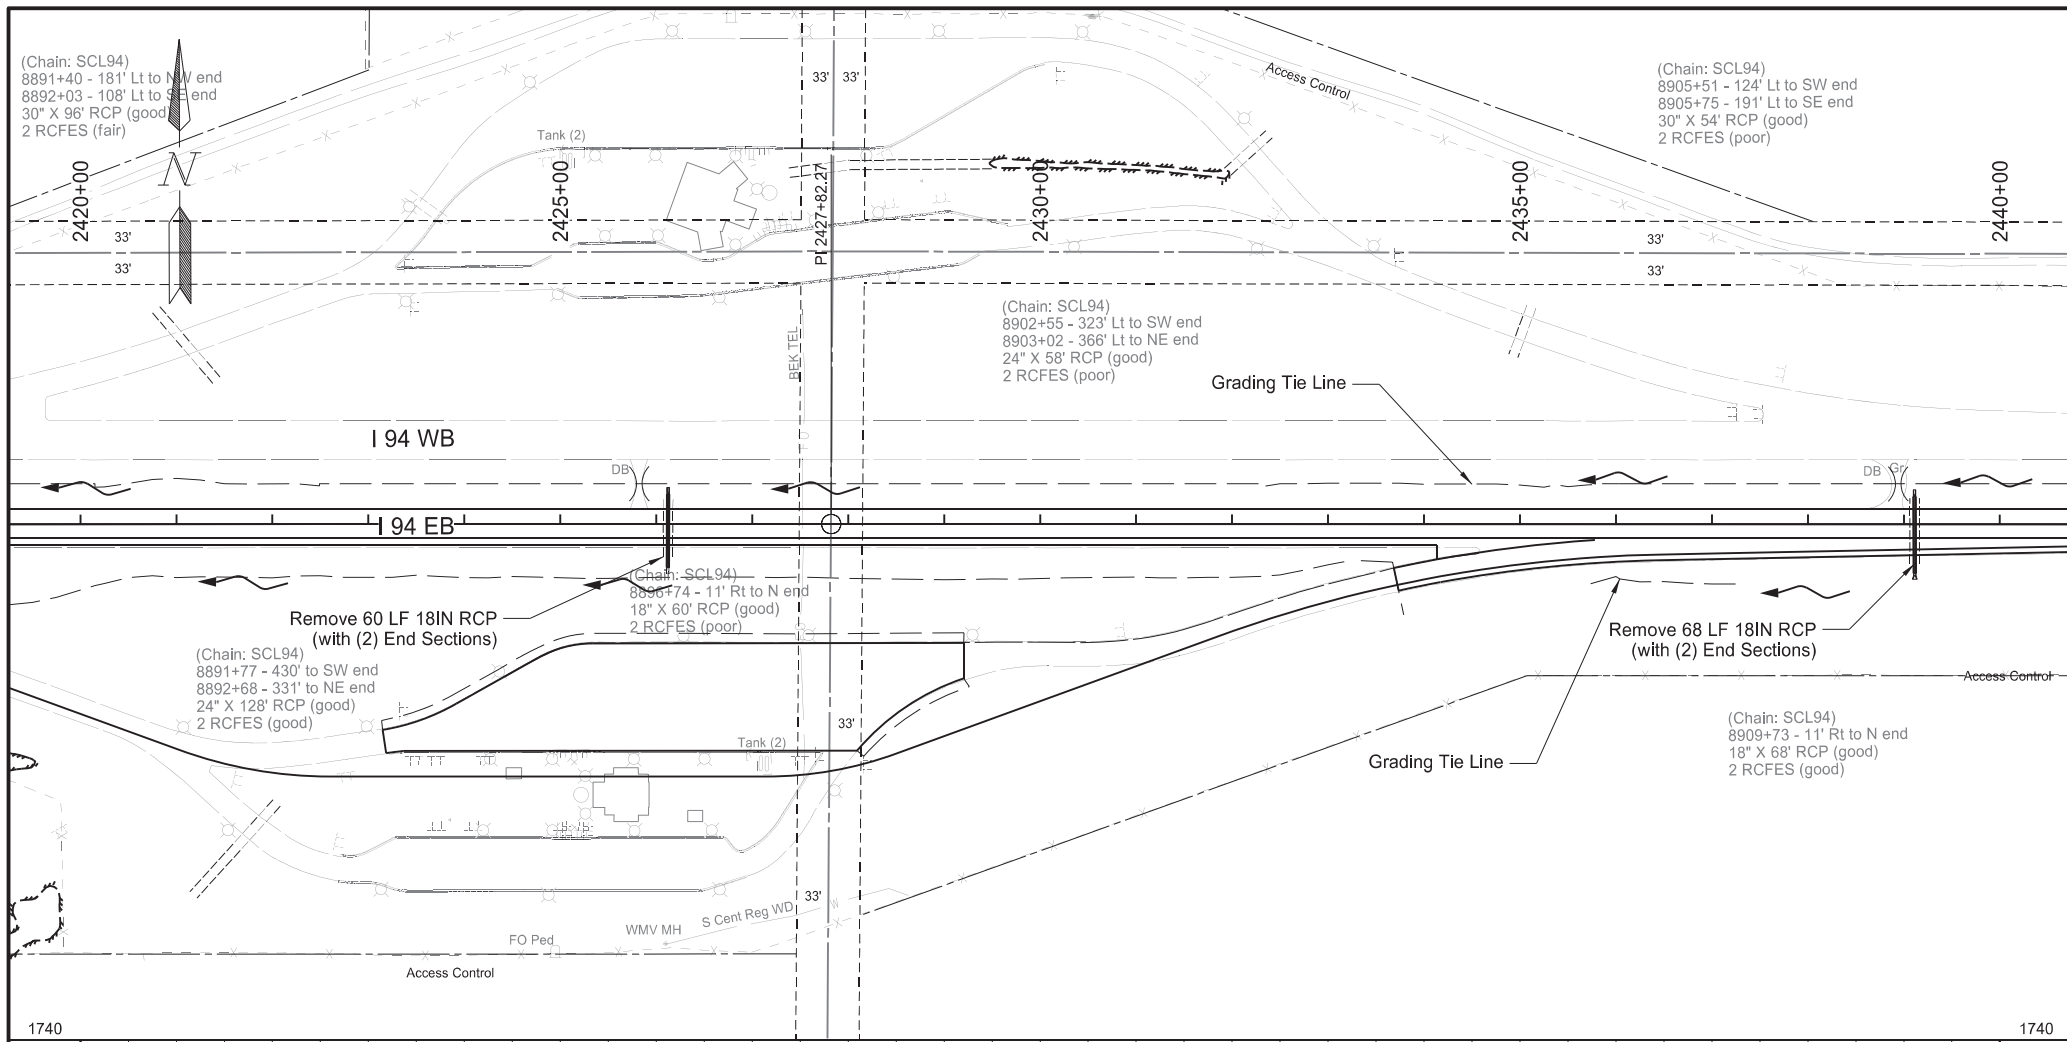 (Chain: SCL94)
8891+40 - 181' Lt to NW end
8892+03 - 108' Lt to SE end
30" X 96' RCP (good)
2 RCFES (fair)
N
33' 33'
Access Control
(Chain: SCL94)
8905+51 - 124' Lt to SW end
8905+75 - 191' Lt to SE end
30" X 54' RCP (good)
2 RCFES (poor)
Tank (2)
2420+00
2425+00
PI 2427+82.27
2430+00
2435+00
2440+00
33'
33'
33'
33'
(Chain: SCL94)
8902+55 - 323' Lt to SW end
8903+02 - 366' Lt to NE end
24" X 58' RCP (good)
2 RCFES (poor)
BEK TEL
Grading Tie Line
I 94 WB
DB
DB
Gr
I 94 EB
(Chain: SCL94)
8896+74 - 11' Rt to N end
18" X 60' RCP (good)
2 RCFES (poor)
Remove 60 LF 18IN RCP
(with (2) End Sections)
Remove 68 LF 18IN RCP
(with (2) End Sections)
(Chain: SCL94)
8891+77 - 430' to SW end
8892+68 - 331' to NE end
24" X 128' RCP (good)
2 RCFES (good)
Access Control
33'
Tank (2)
Grading Tie Line
(Chain: SCL94)
8909+73 - 11' Rt to N end
18" X 68' RCP (good)
2 RCFES (good)
33'
S Cent Reg WD
W
WMV MH
FO Ped
Access Control
1740
1740